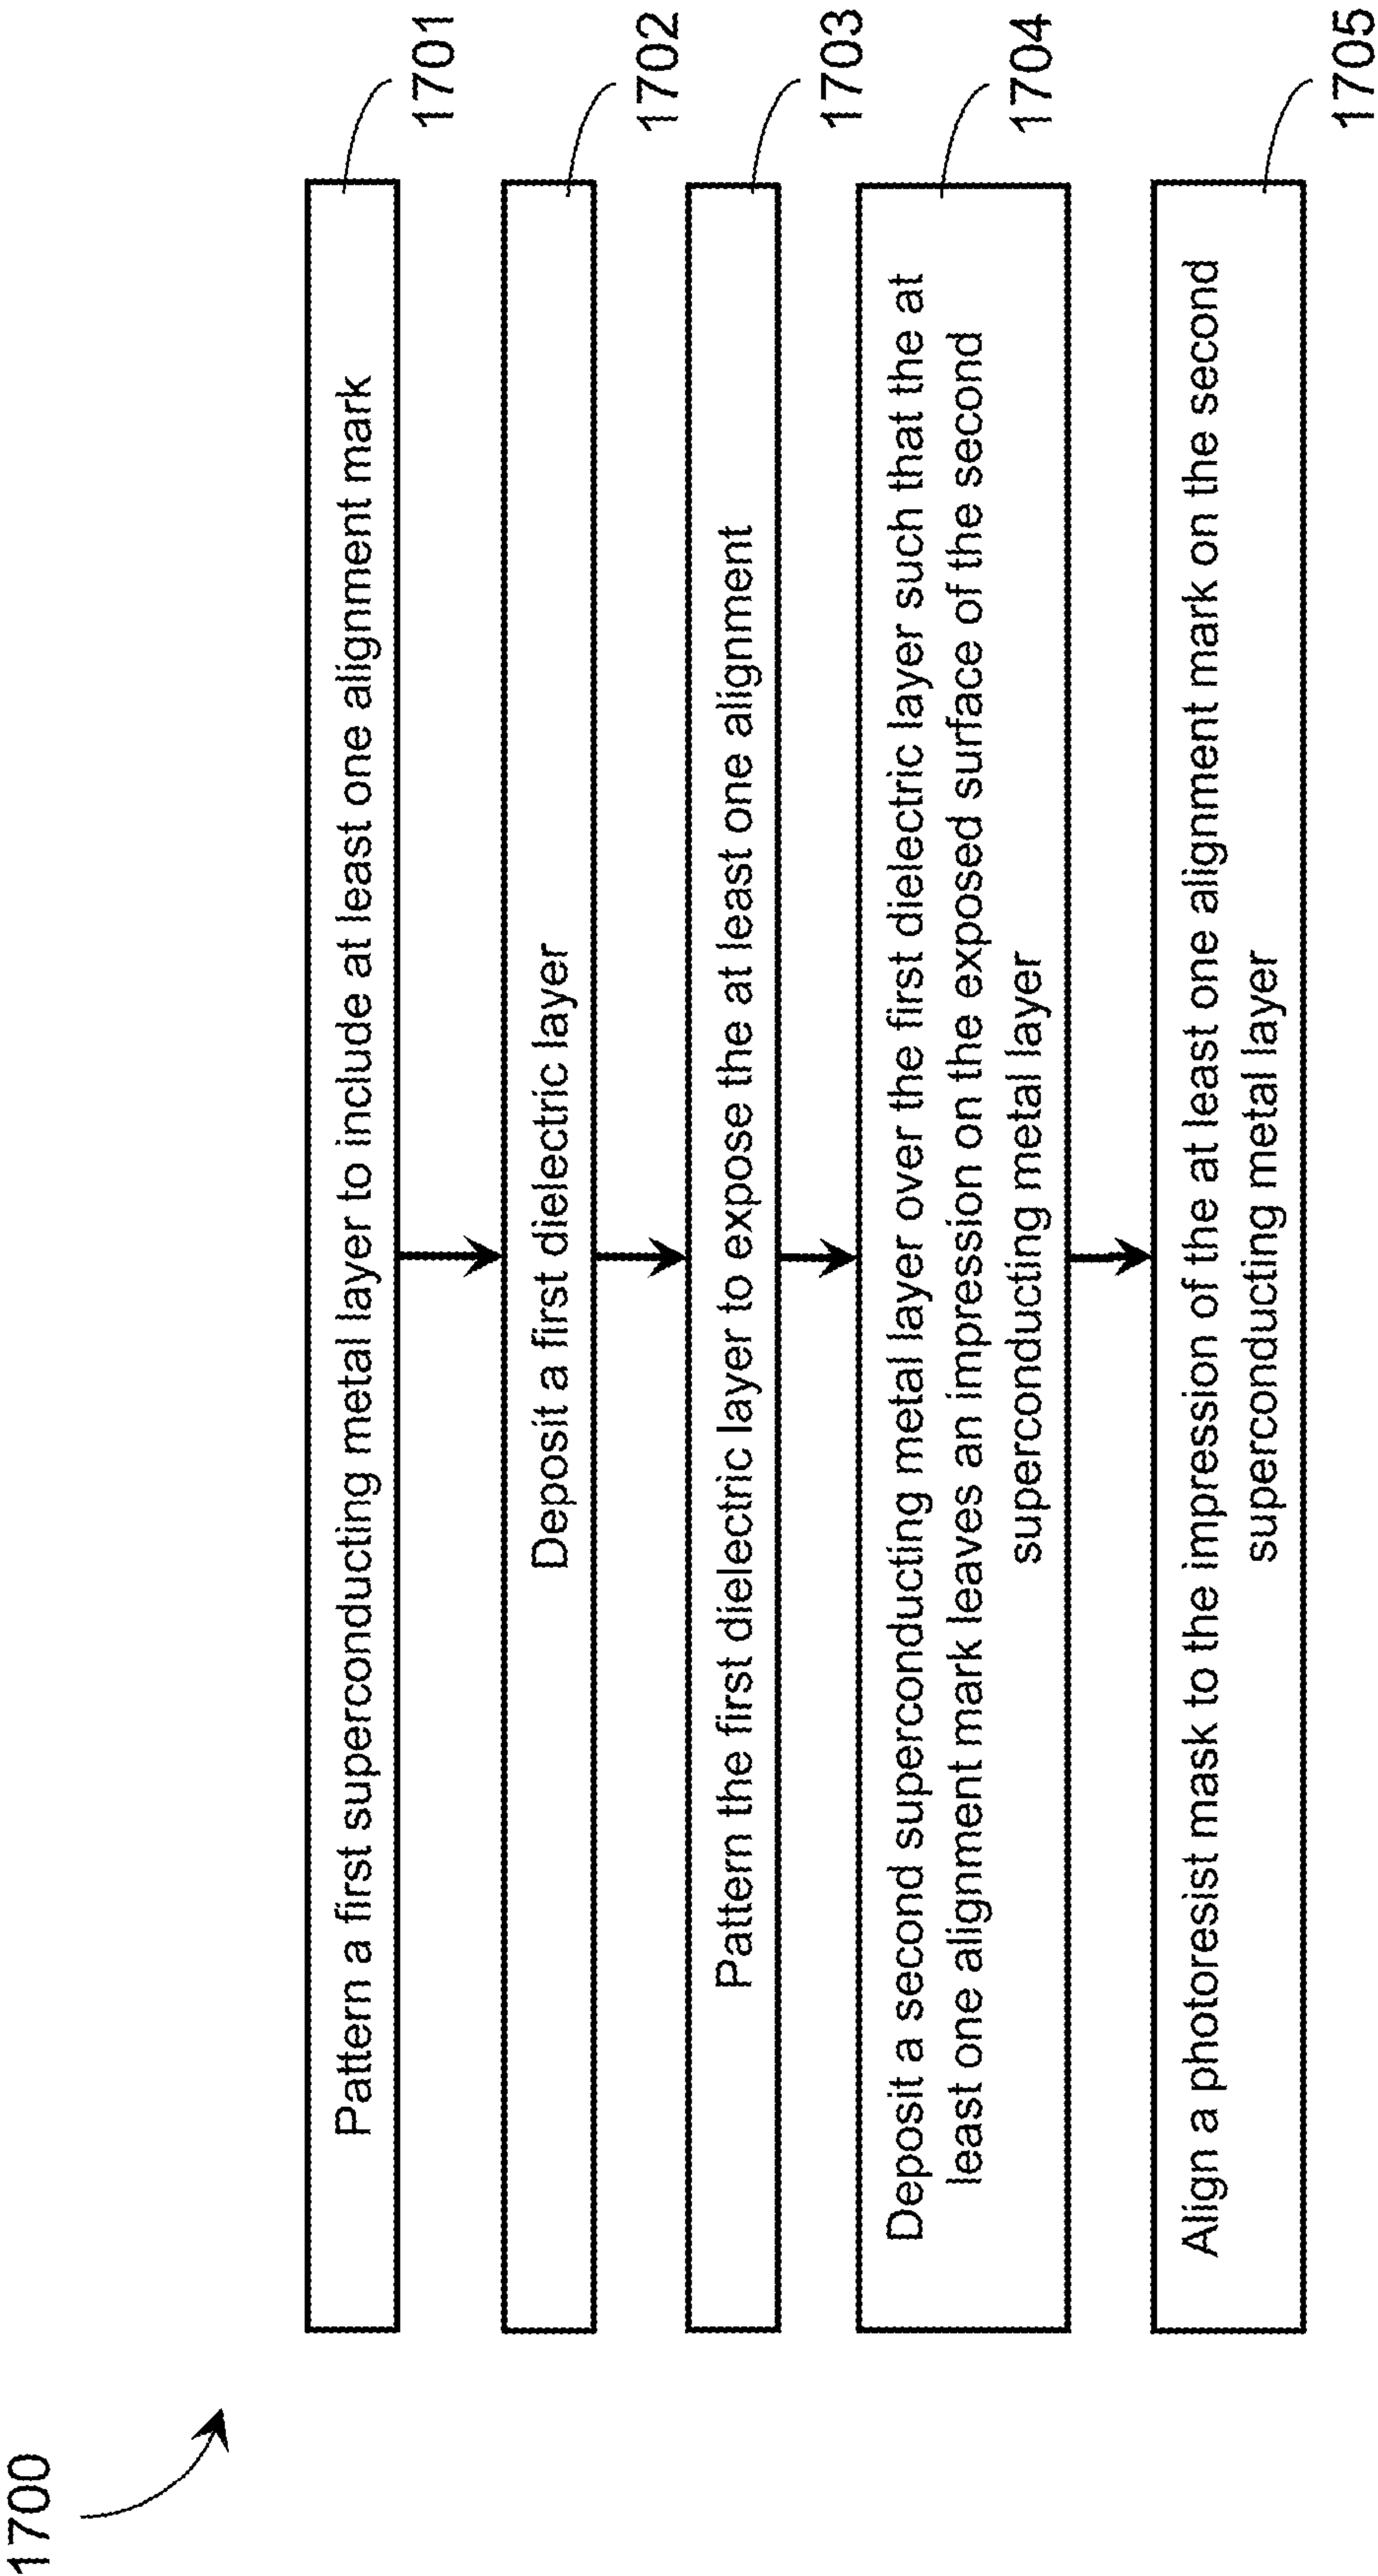 1700
Pattern a first superconducting metal layer to include at least one alignment mark
1701
Deposit a first dielectric layer
1702
Pattern the first dielectric layer to expose the at least one alignment
1703
Deposit a second superconducting metal layer over the first dielectric layer such that the at
least one alignment mark leaves an impression on the exposed surface of the second
superconducting metal layer
1704
Align a photoresist mask to the impression of the at least one alignment mark on the second
superconducting metal layer
1705